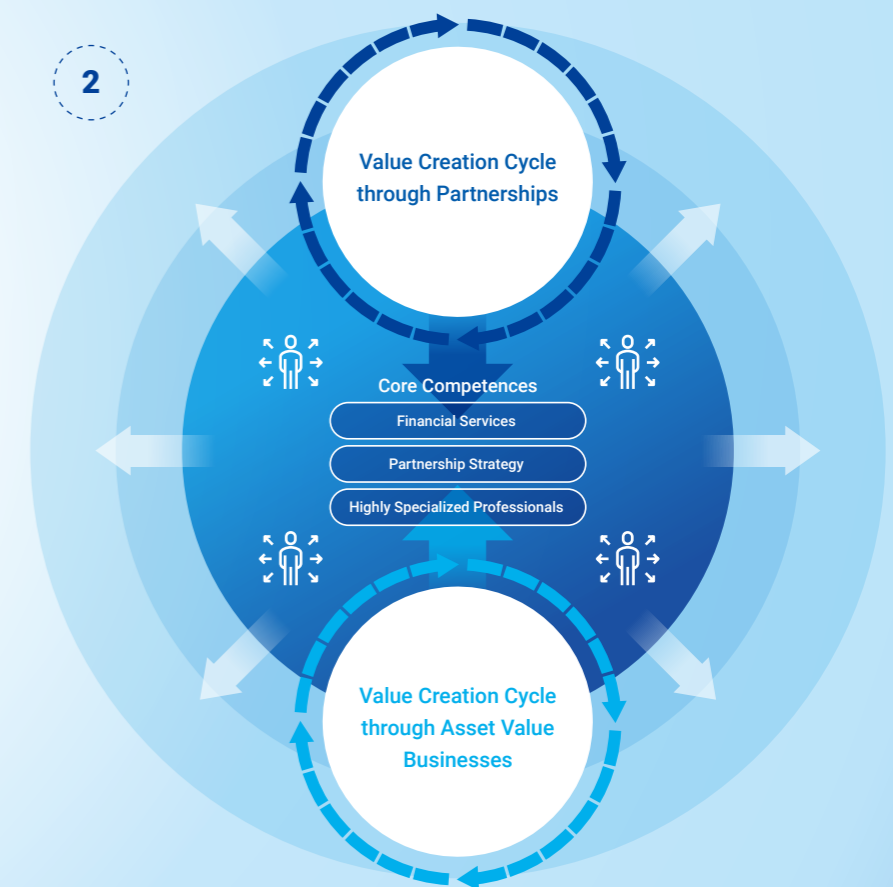 2
Value Creation Cycle
through Partnerships
Core Competences
Financial Services
Partnership Strategy
Highly Specialized Professionals
Value Creation Cycle
through Asset Value
Businesses